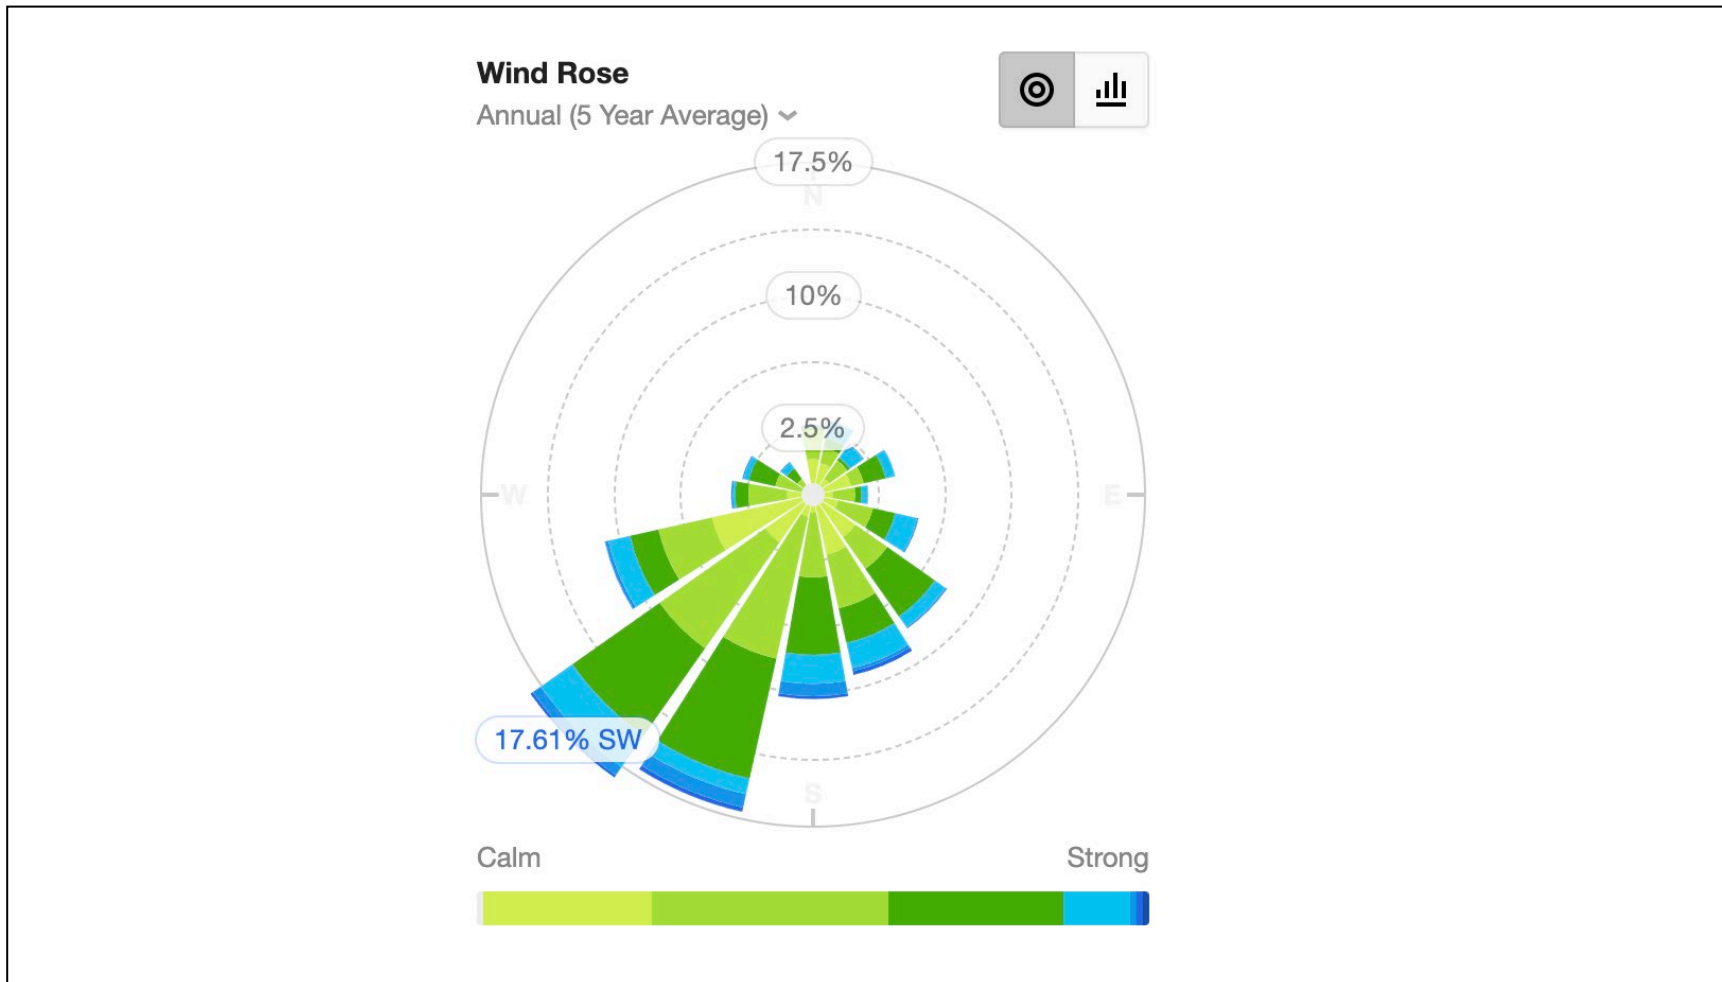 Wind Rose
Annual (5 Year Average)
17.5%
N
10%
2.5%
W
E
17.61% SW
S
Calm
Strong